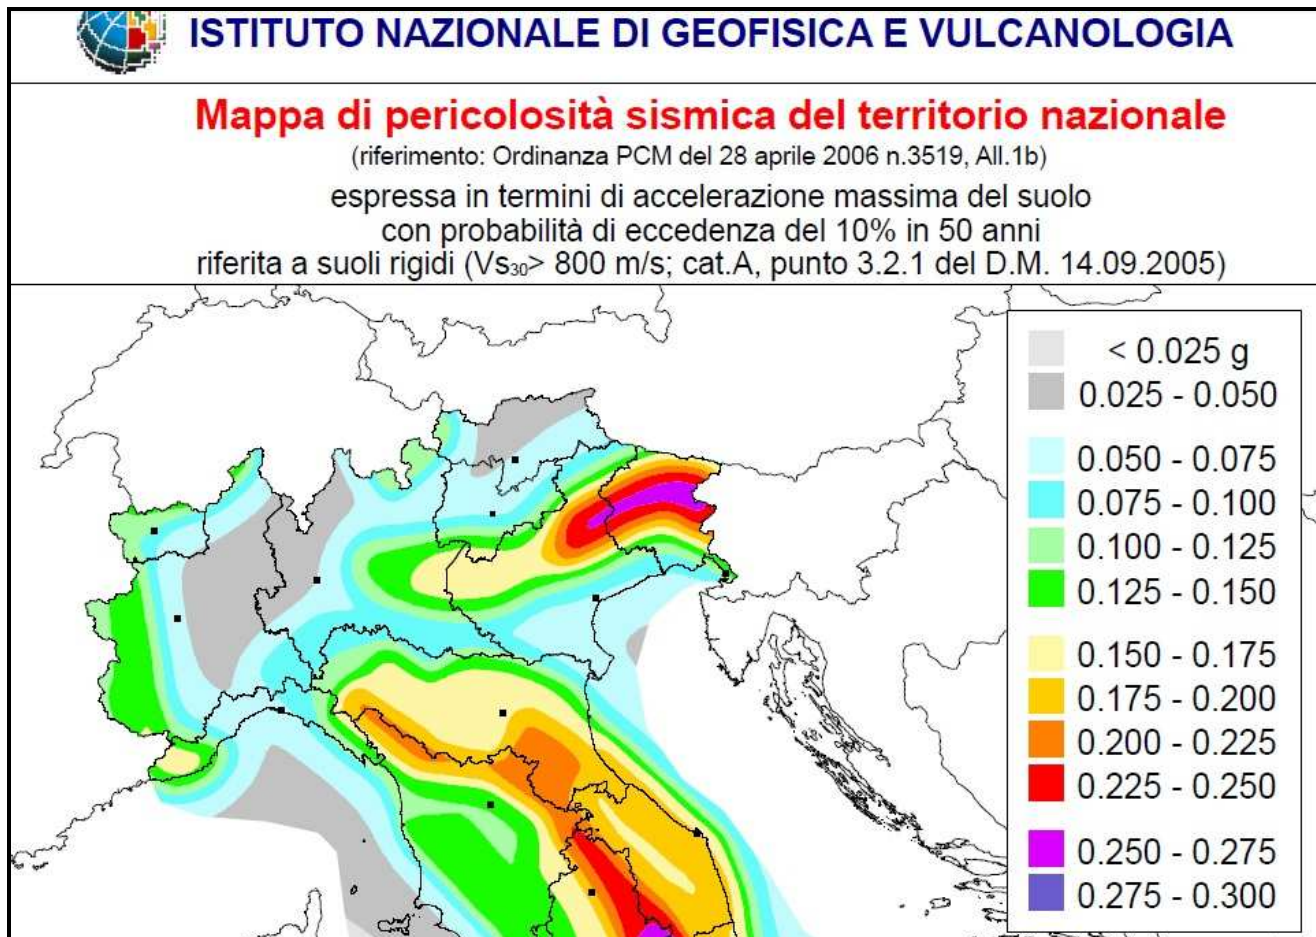 ISTITUTO NAZIONALE DI GEOFISICA E VULCANOLOGIA
Mappa di pericolosità sismica del territorio nazionale
(riferimento: Ordinanza PCM del 28 aprile 2006 n.3519, All.1b)
espressa in termini di accelerazione massima del suolo
con probabilità di eccedenza del 10% in 50 anni
riferita a suoli rigidi (Vs30> 800 m/s; cat.A, punto 3.2.1 del D.M. 14.09.2005)
< 0.025 g
0.025 - 0.050
0.050 - 0.075
0.075 - 0.100
0.100 - 0.125
0.125 - 0.150
0.150 - 0.175
0.175 - 0.200
0.200 - 0.225
0.225 - 0.250
0.250 - 0.275
0.275 - 0.300